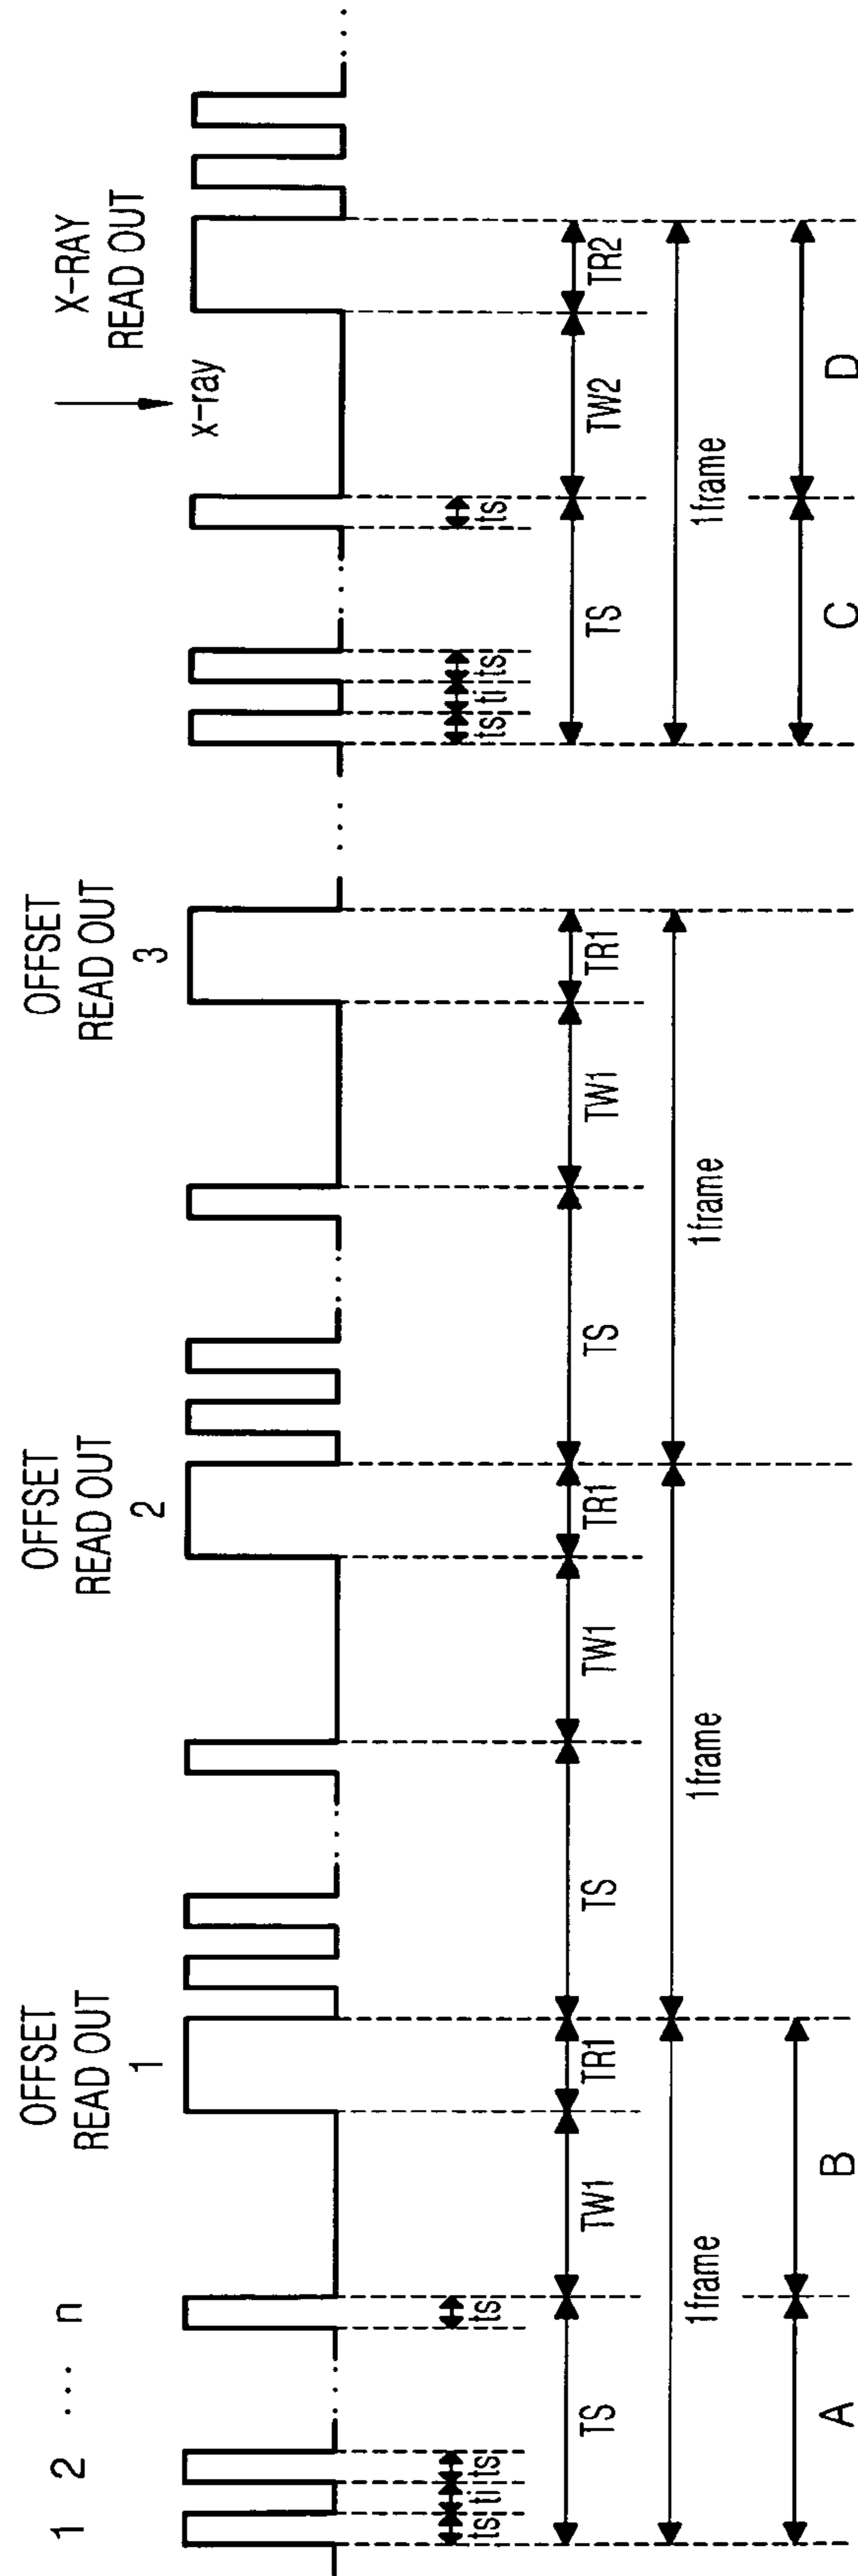 1 2 ... n
OFFSET
READ OUT
1
OFFSET
READ OUT
2
OFFSET
READ OUT
3
X-RAY
READ OUT
x-ray
...
ts ti ts
ts
ts ti ts
ts
TS
TW1
TR1
TS
TW1
TR1
TS
TW1
TR1
TS
TW2
TR2
1frame
1frame
1frame
1frame
A
B
C
D